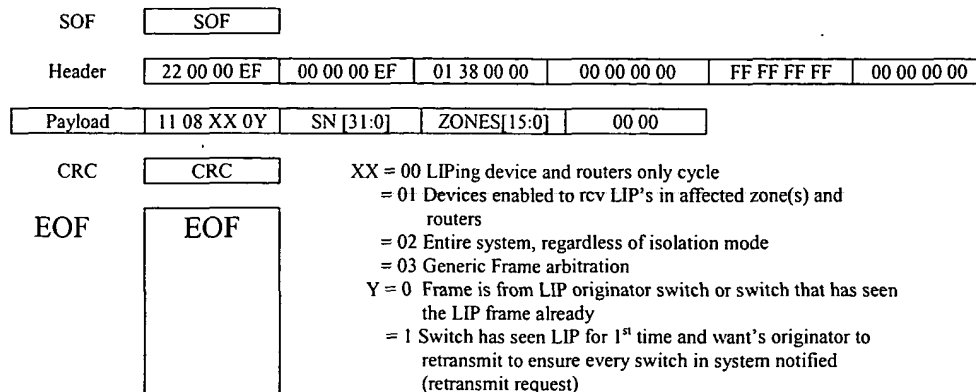 SOF SOF
Header 22 00 00 EF 00 00 00 EF 01 38 00 00 00 00 00 00 FF FF FF FF 00 00 00 00
Payload 11 08 XX 0Y SN [31:0] ZONES[15:0] 00 00
CRC CRC
XX = 00 LIPing device and routers only cycle
= 01 Devices enabled to rcv LIP's in affected zone(s) and
routers
EOF EOF
= 02 Entire system, regardless of isolation mode
= 03 Generic Frame arbitration
Y = 0 Frame is from LIP originator switch or switch that has seen
the LIP frame already
= 1 Switch has seen LIP for 1st time and want's originator to
retransmit to ensure every switch in system notified
(retransmit request)